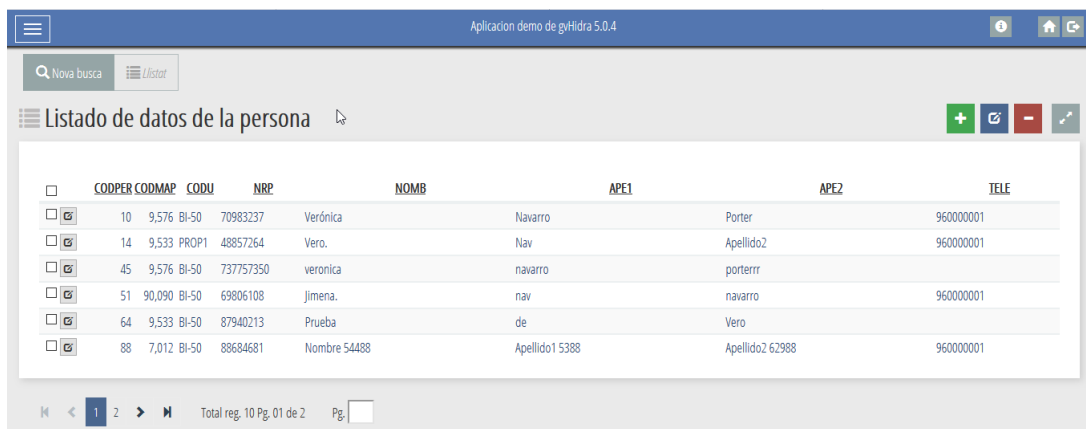 Aplicacion demo de gvHidra 5.0.4
Nova busca Llistat
Listado de datos de la persona
CODPER CODMAP CODU NRP NOMB APE1 APE2 TELE
10 9,576 BI-50 70983237 Verónica Navarro Porter 960000001
14 9,533 PROP1 48857264 Vero. Nav Apellido2 960000001
45 9,576 BI-50 737757350 veronica navarro porterrr
51 90,090 BI-50 69806108 Jimena. nav navarro 960000001
64 9,533 BI-50 87940213 Prueba de Vero
88 7,012 BI-50 88684681 Nombre 54488 Apellido1 5388 Apellido2 62988 960000001
1 2 Total reg. 10 Pg. 01 de 2 Pg.